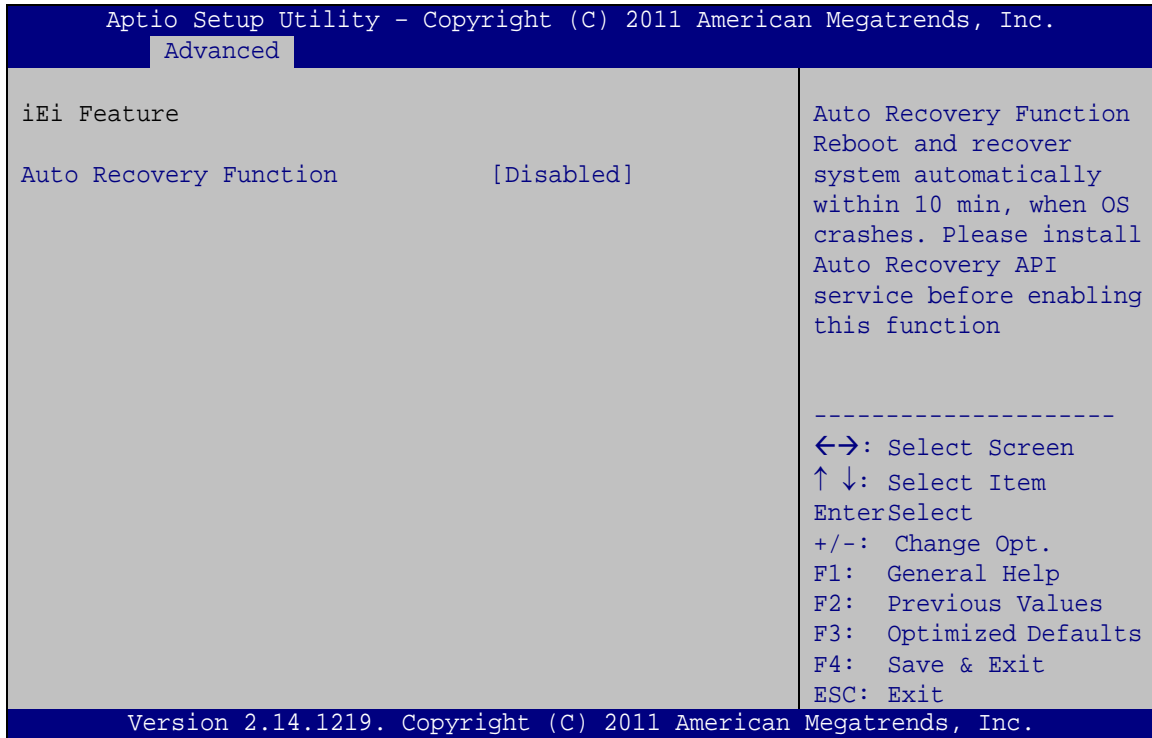 Aptio Setup Utility – Copyright (C) 2011 American Megatrends, Inc.
Advanced
iEi Feature
Auto Recovery Function [Disabled]
Auto Recovery Function
Reboot and recover
system automatically
within 10 min, when OS
crashes. Please install
Auto Recovery API
service before enabling
this function
---------------------
←→: Select Screen
↑ ↓: Select Item
EnterSelect
+/-: Change Opt.
F1: General Help
F2: Previous Values
F3: Optimized Defaults
F4: Save & Exit
ESC: Exit
Version 2.14.1219. Copyright (C) 2011 American Megatrends, Inc.